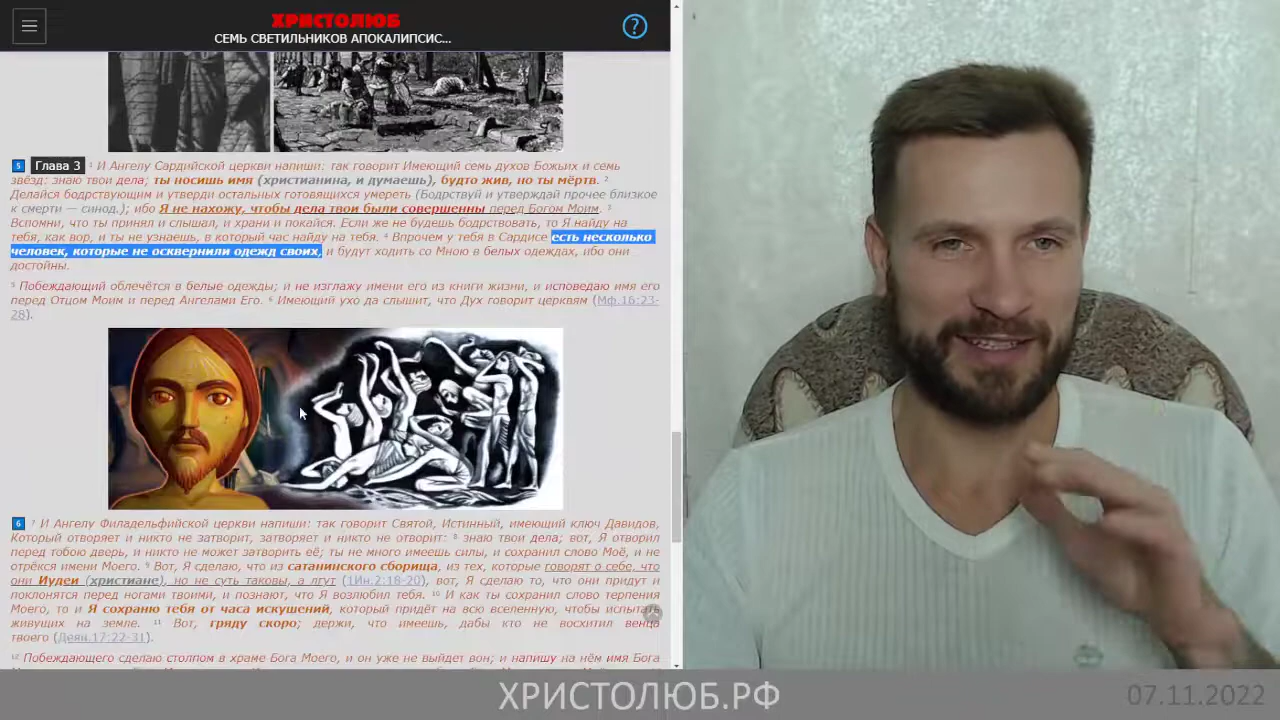 ХРИСТОЛЮБ
СЕМЬ СВЕТИЛЬНИКОВ АПОКАЛИПСИС...
5 Глава 3 1 И Ангелу Сардийской церкви напиши: так говорит Имеющий семь духов Божьих и семь
звёзд: знаю твои дела; ты носишь имя (христианина, и думаешь), будто жив, но ты мёртв. 2
Делайся бодрствующим и утверди остальных готовящихся умереть (Бодрствуй и утверждай прочее близкое
к смерти — синод.); ибо Я не нахожу, чтобы дела твои были совершенны перед Богом Моим. 3
Вспомни, что ты принял и слышал, и храни и покайся. Если же не будешь бодрствовать, то Я найду на
тебя, как вор, и ты не узнаешь, в который час найду на тебя. 4 Впрочем у тебя в Сардисе есть несколько
человек, которые не осквернили одежд своих, и будут ходить со Мною в белых одеждах, ибо они
достойны.
5 Побеждающий облечётся в белые одежды; и не изглажу имени его из книги жизни, и исповедаю имя его
перед Отцом Моим и перед Ангелами Его. 6 Имеющий ухо да слышит, что Дух говорит церквям (Мф.16:23-
28).
6 7 И Ангелу Филадельфийской церкви напиши: так говорит Святой, Истинный, имеющий ключ Давидов,
Который отворяет и никто не затворит, затворяет и никто не отворит: 8 знаю твои дела; вот, Я отворил
перед тобою дверь, и никто не может затворить её; ты не много имеешь силы, и сохранил слово Моё, и не
отрёкся имени Моего. 9 Вот, Я сделаю, что из сатанинского сборища, из тех, которые говорят о себе, что
они Иудеи (христиане), но не суть таковы, а лгут (1Ин.2:18-20), вот, Я сделаю то, что они придут и
поклонятся перед ногами твоими, и познают, что Я возлюбил тебя. 10 И как ты сохранил слово терпения
Моего, то и Я сохраню тебя от часа искушений, который придёт на всю вселенную, чтобы испытать
живущих на земле. 11 Вот, гряду скоро; держи, что имеешь, дабы кто не восхитил венца
твоего (Деян.17:22-31).
12 Побеждающего сделаю столпом в храме Бога Моего, и он уже не выйдет вон; и напишу на нём имя Бога
ХРИСТОЛЮБ.РФ
07.11.2022